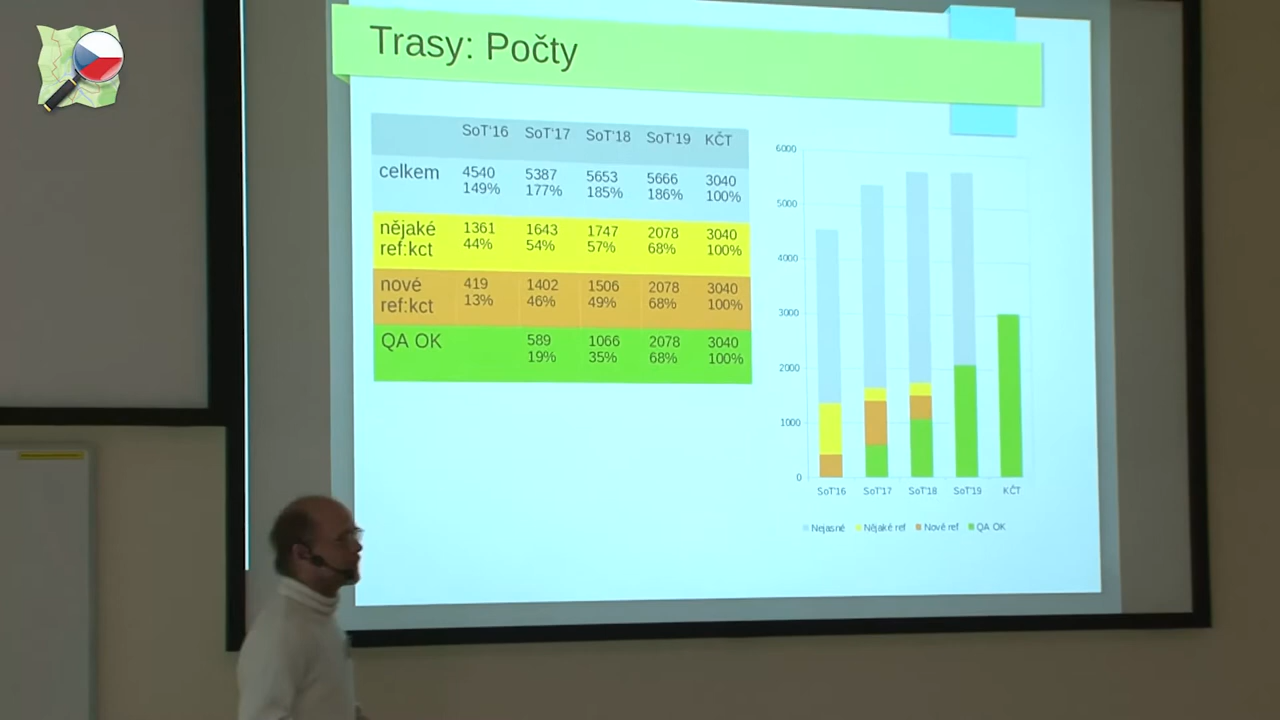 Trasy: Počty
SoT'16 SoT'17 SoT'18 SoT'19 KČT
celkem 4540 5387 5653 5666 3040
149% 177% 185% 186% 100%
nějaké 1361 1643 1747 2078 3040
ref:kct 44% 54% 57% 68% 100%
nové 419 1402 1506 2078 3040
ref:kct 13% 46% 49% 68% 100%
QA OK 589 1066 2078 3040
19% 35% 68% 100%
6000
5000
4000
3000
2000
1000
0
SoT'16 SoT'17 SoT'18 SoT'19 KČT
Nejasné Nějaké ref Nové ref QA OK